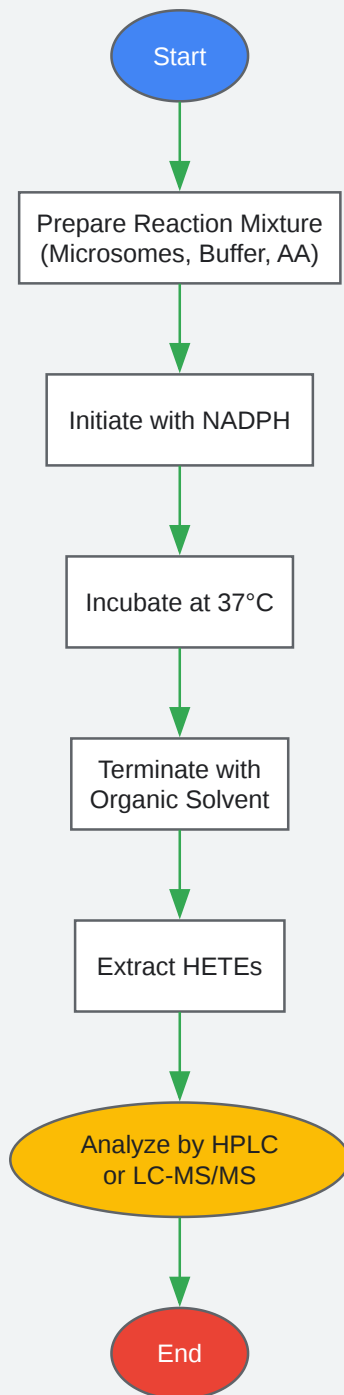 Start
Prepare Reaction Mixture
(Microsomes, Buffer, AA)
Initiate with NADPH
Incubate at 37°C
Terminate with
Organic Solvent
Extract HETEs
Analyze by HPLC
or LC-MS/MS
End